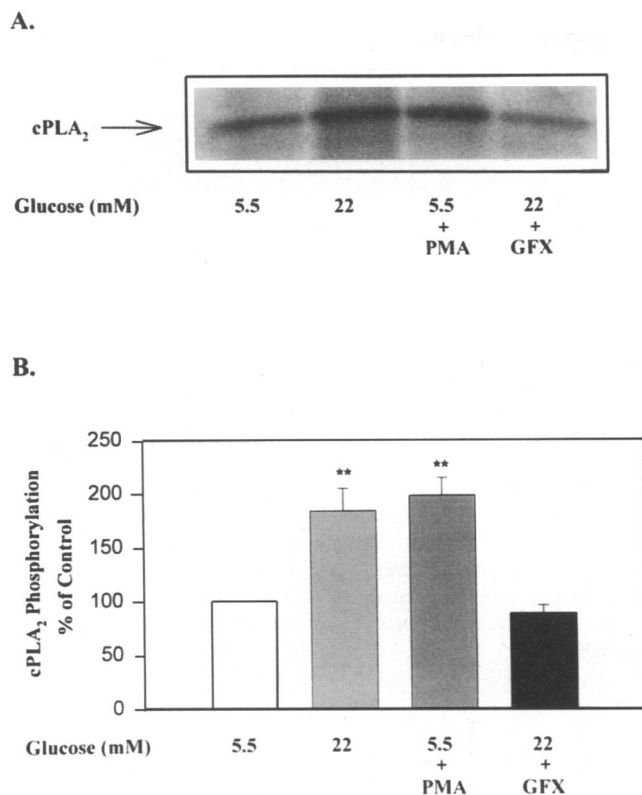 A.
cPLA₂
Glucose (mM) 5.5 22 5.5 22
+ +
PMA GFX
B.
250
** **
200
150
100
50
0
cPLA₂ Phosphorylation
% of Control
Glucose (mM) 5.5 22 5.5 22
+ +
PMA GFX